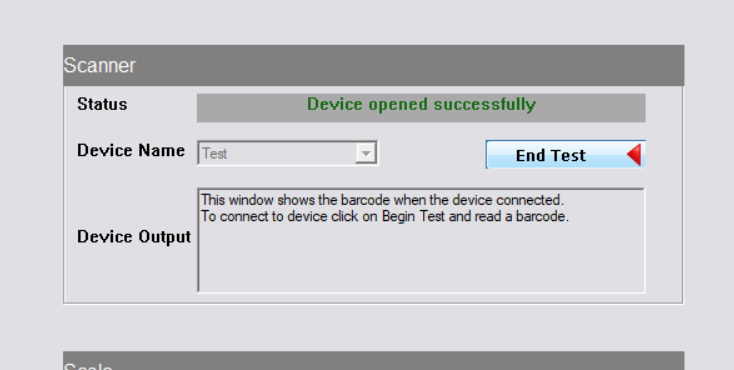 Scanner
Status
Device opened successfully
Device Name
Test
End Test
This window shows the barcode when the device connected.
To connect to device click on Begin Test and read a barcode.
Device Output
Scale